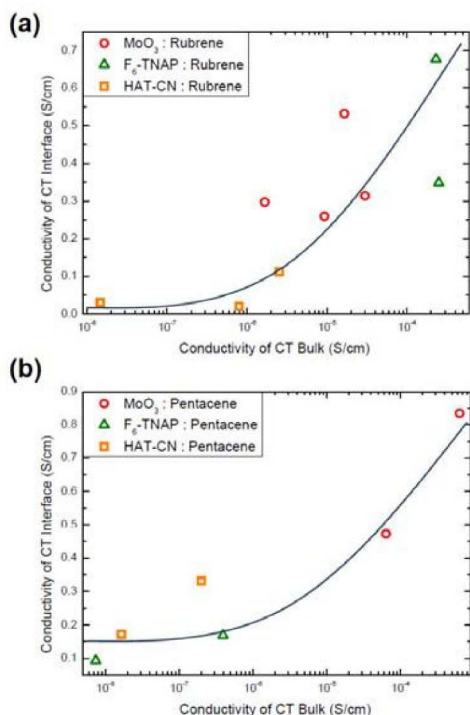 (a)
MoO₃ : Rubrene
F₆-TNAP : Rubrene
HAT-CN : Rubrene
0.7
0.6
0.5
0.4
0.3
0.2
0.1
0.0
Conductivity of CT Interface (S/cm)
10⁻⁸ 10⁻⁷ 10⁻⁶ 10⁻⁵ 10⁻⁴
Conductivity of CT Bulk (S/cm)
(b)
MoO₃ : Pentacene
F₆-TNAP : Pentacene
HAT-CN : Pentacene
0.9
0.8
0.7
0.6
0.5
0.4
0.3
0.2
0.1
Conductivity of CT Interface (S/cm)
10⁻⁸ 10⁻⁷ 10⁻⁶ 10⁻⁵ 10⁻⁴
Conductivity of CT Bulk (S/cm)